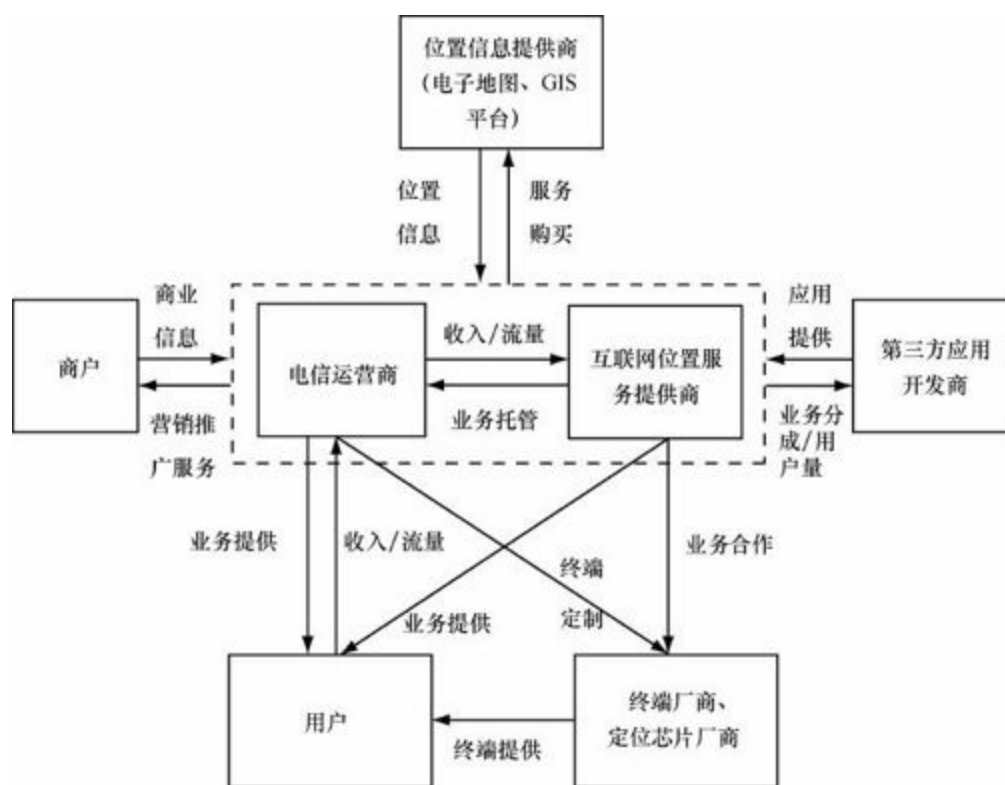 位置信息提供商
(电子地图、GIS
平台)
位置
信息
服务
购买
商业
信息
商户
营销推
广服务
电信运营商
收入/流量
业务托管
互联网位置服
务提供商
应用
提供
第三方应用
开发商
业务分
成/用
户量
业务提供
收入/流量
业务提供
终端
定制
业务合作
用户
终端提供
终端厂商、
定位芯片厂商